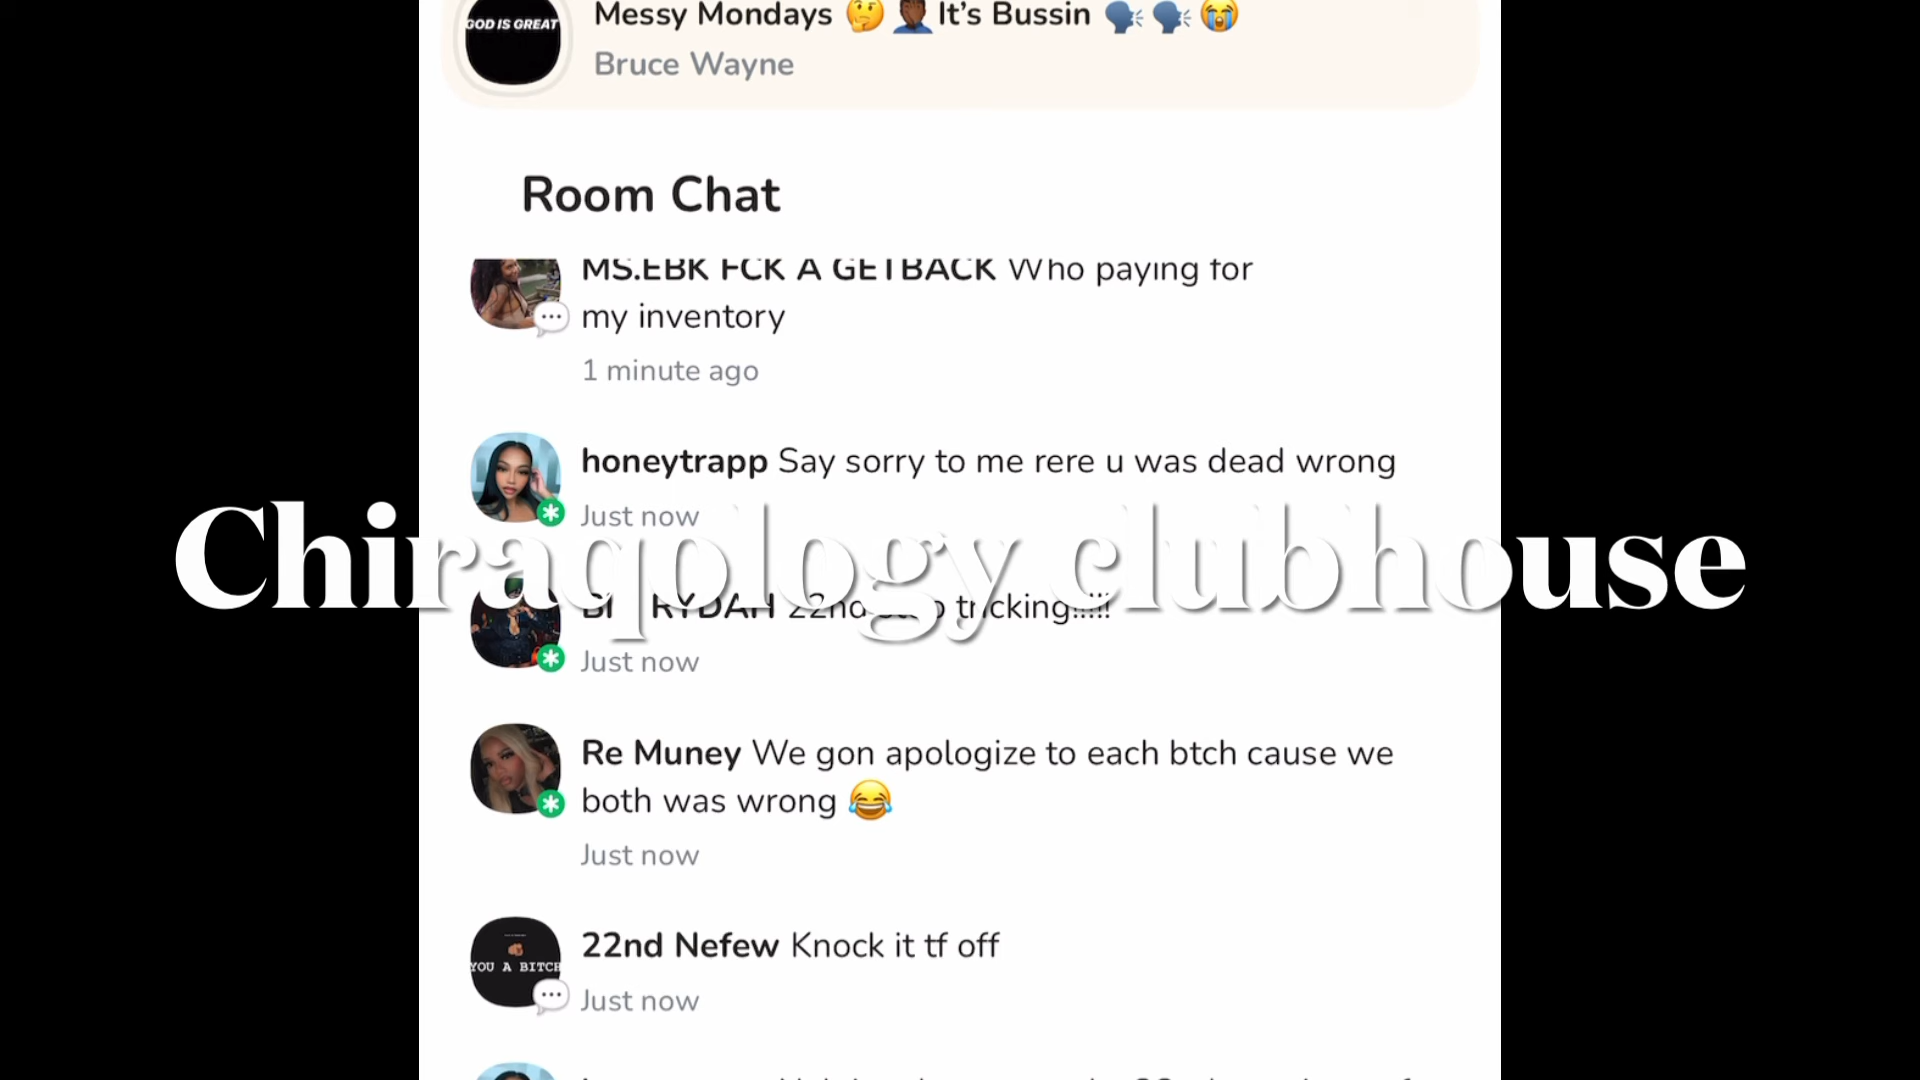 GOD IS GREAT
Messy Mondays 🤔 🤦🏾‍♂️ It's Bussin 🗣️ 🗣️ 😭
Bruce Wayne
Room Chat
MS.EBK FCK A GETBACK Who paying for
my inventory
1 minute ago
honeytrapp Say sorry to me rere u was dead wrong
Just now
Chiraqology clubhouse
RYDAH 22nd tricking!!!!!
Just now
Re Muney We gon apologize to each btch cause we
both was wrong 😂
Just now
YOU A BITCH
22nd Nefew Knock it tf off
Just now